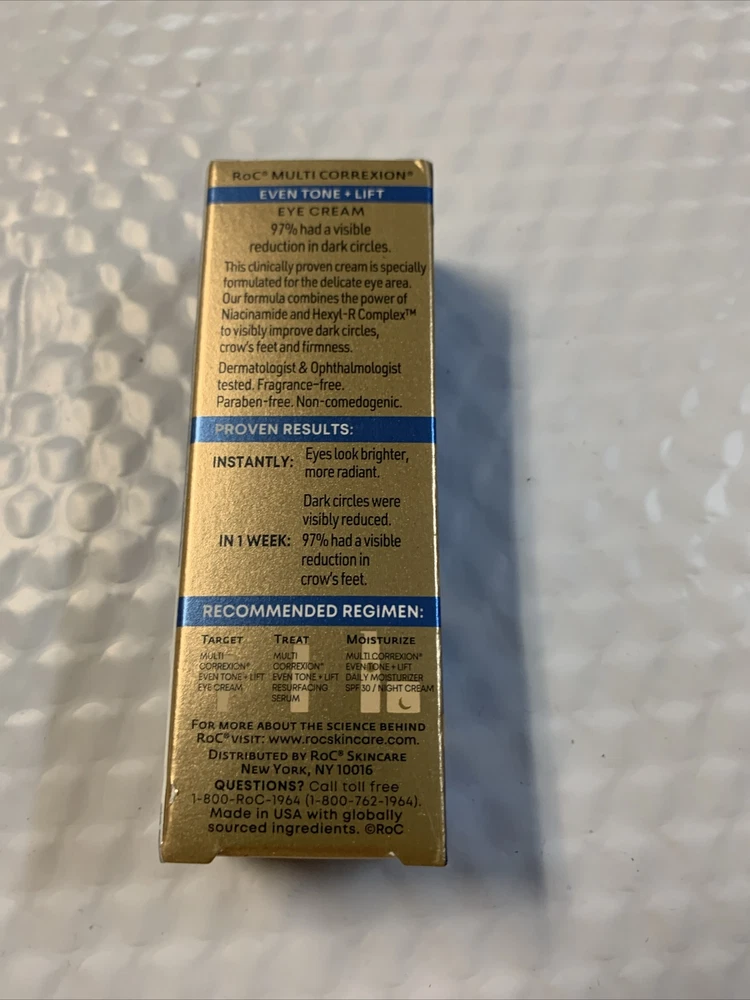 RoC® MULTI CORREXION®
EVEN TONE + LIFT
EYE CREAM
97% had a visible
reduction in dark circles.
This clinically proven cream is specially
formulated for the delicate eye area.
Our formula combines the power of
Niacinamide and Hexyl-R Complex™
to visibly improve dark circles,
crow's feet and firmness.
Dermatologist & Ophthalmologist
tested. Fragrance-free.
Paraben-free. Non-comedogenic.
PROVEN RESULTS:
INSTANTLY: Eyes look brighter,
more radiant.
Dark circles were
visibly reduced.
IN 1 WEEK: 97% had a visible
reduction in
crow's feet.
RECOMMENDED REGIMEN:
TARGET TREAT MOISTURIZE
MULTI MULTI MULTI CORREXION®
CORREXION® CORREXION® EVEN TONE + LIFT
EVEN TONE + LIFT EVEN TONE + LIFT DAILY MOISTURIZER
EYE CREAM RESURFACING SPF 30 / NIGHT CREAM
SERUM
FOR MORE ABOUT THE SCIENCE BEHIND
RoC® VISIT: www.rocskincare.com.
DISTRIBUTED BY RoC® SKINCARE
NEW YORK, NY 10016
QUESTIONS? Call toll free
1-800-RoC-1964 (1-800-762-1964).
Made in USA with globally
sourced ingredients. ©RoC